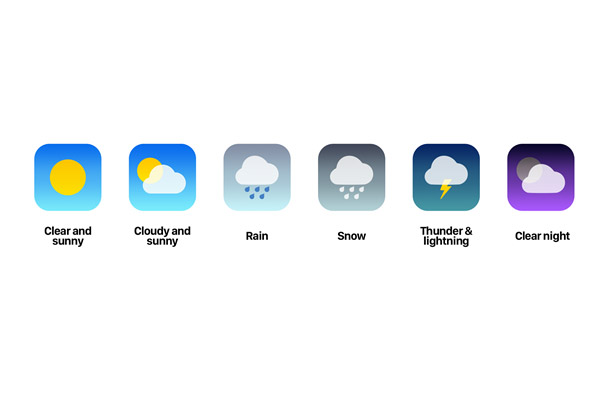 Clear and
sunny
Cloudy and
sunny
Rain
Snow
Thunder &
lightning
Clear night